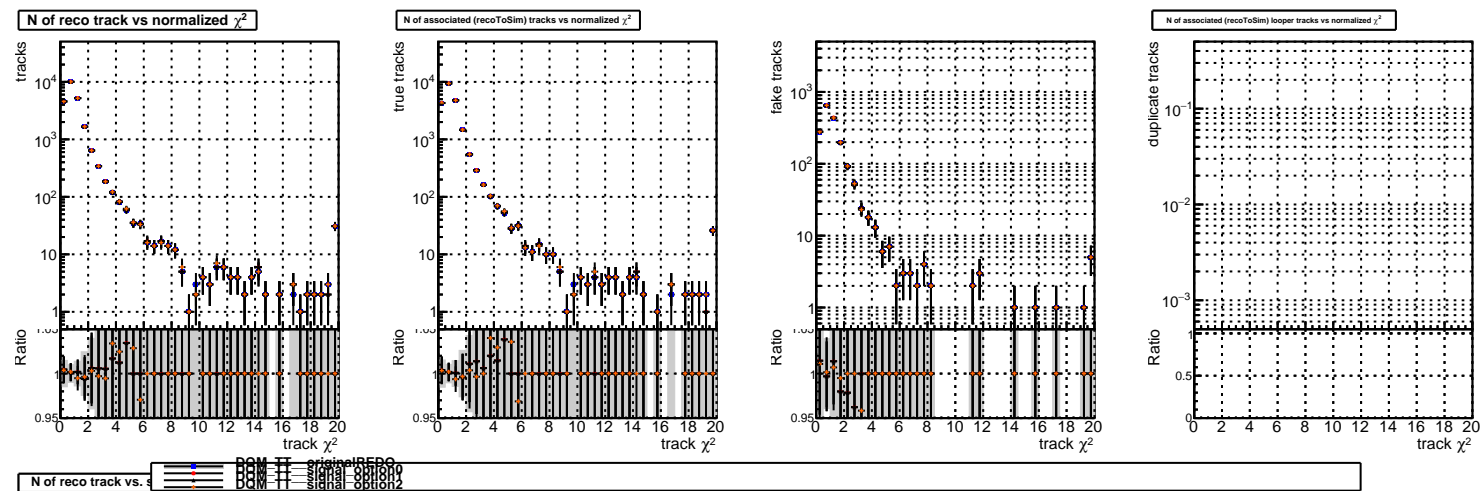 N of reco track vs normalized χ²
N of associated (recoToSim) tracks vs normalized χ²
N of associated (recoToSim) looper tracks vs normalized χ²
tracks
10⁴
10³
10²
10
1
Ratio
1
0.95
0 2 4 6 8 10 12 14 16 18 20
track χ²
true tracks
10⁴
10³
10²
10
1
Ratio
1
0.95
0 2 4 6 8 10 12 14 16 18 20
track χ²
fake tracks
10³
10²
10
1
Ratio
1
0.95
0 2 4 6 8 10 12 14 16 18 20
track χ²
duplicate tracks
10⁻¹
10⁻²
10⁻³
Ratio
1
0.5
0
0 2 4 6 8 10 12 14 16 18 20
track χ²
DQM_TT__originalREDO
DQM_TT__signal_option0
DQM_TT__signal_option1
DQM_TT__signal_option2
N of reco track vs. s